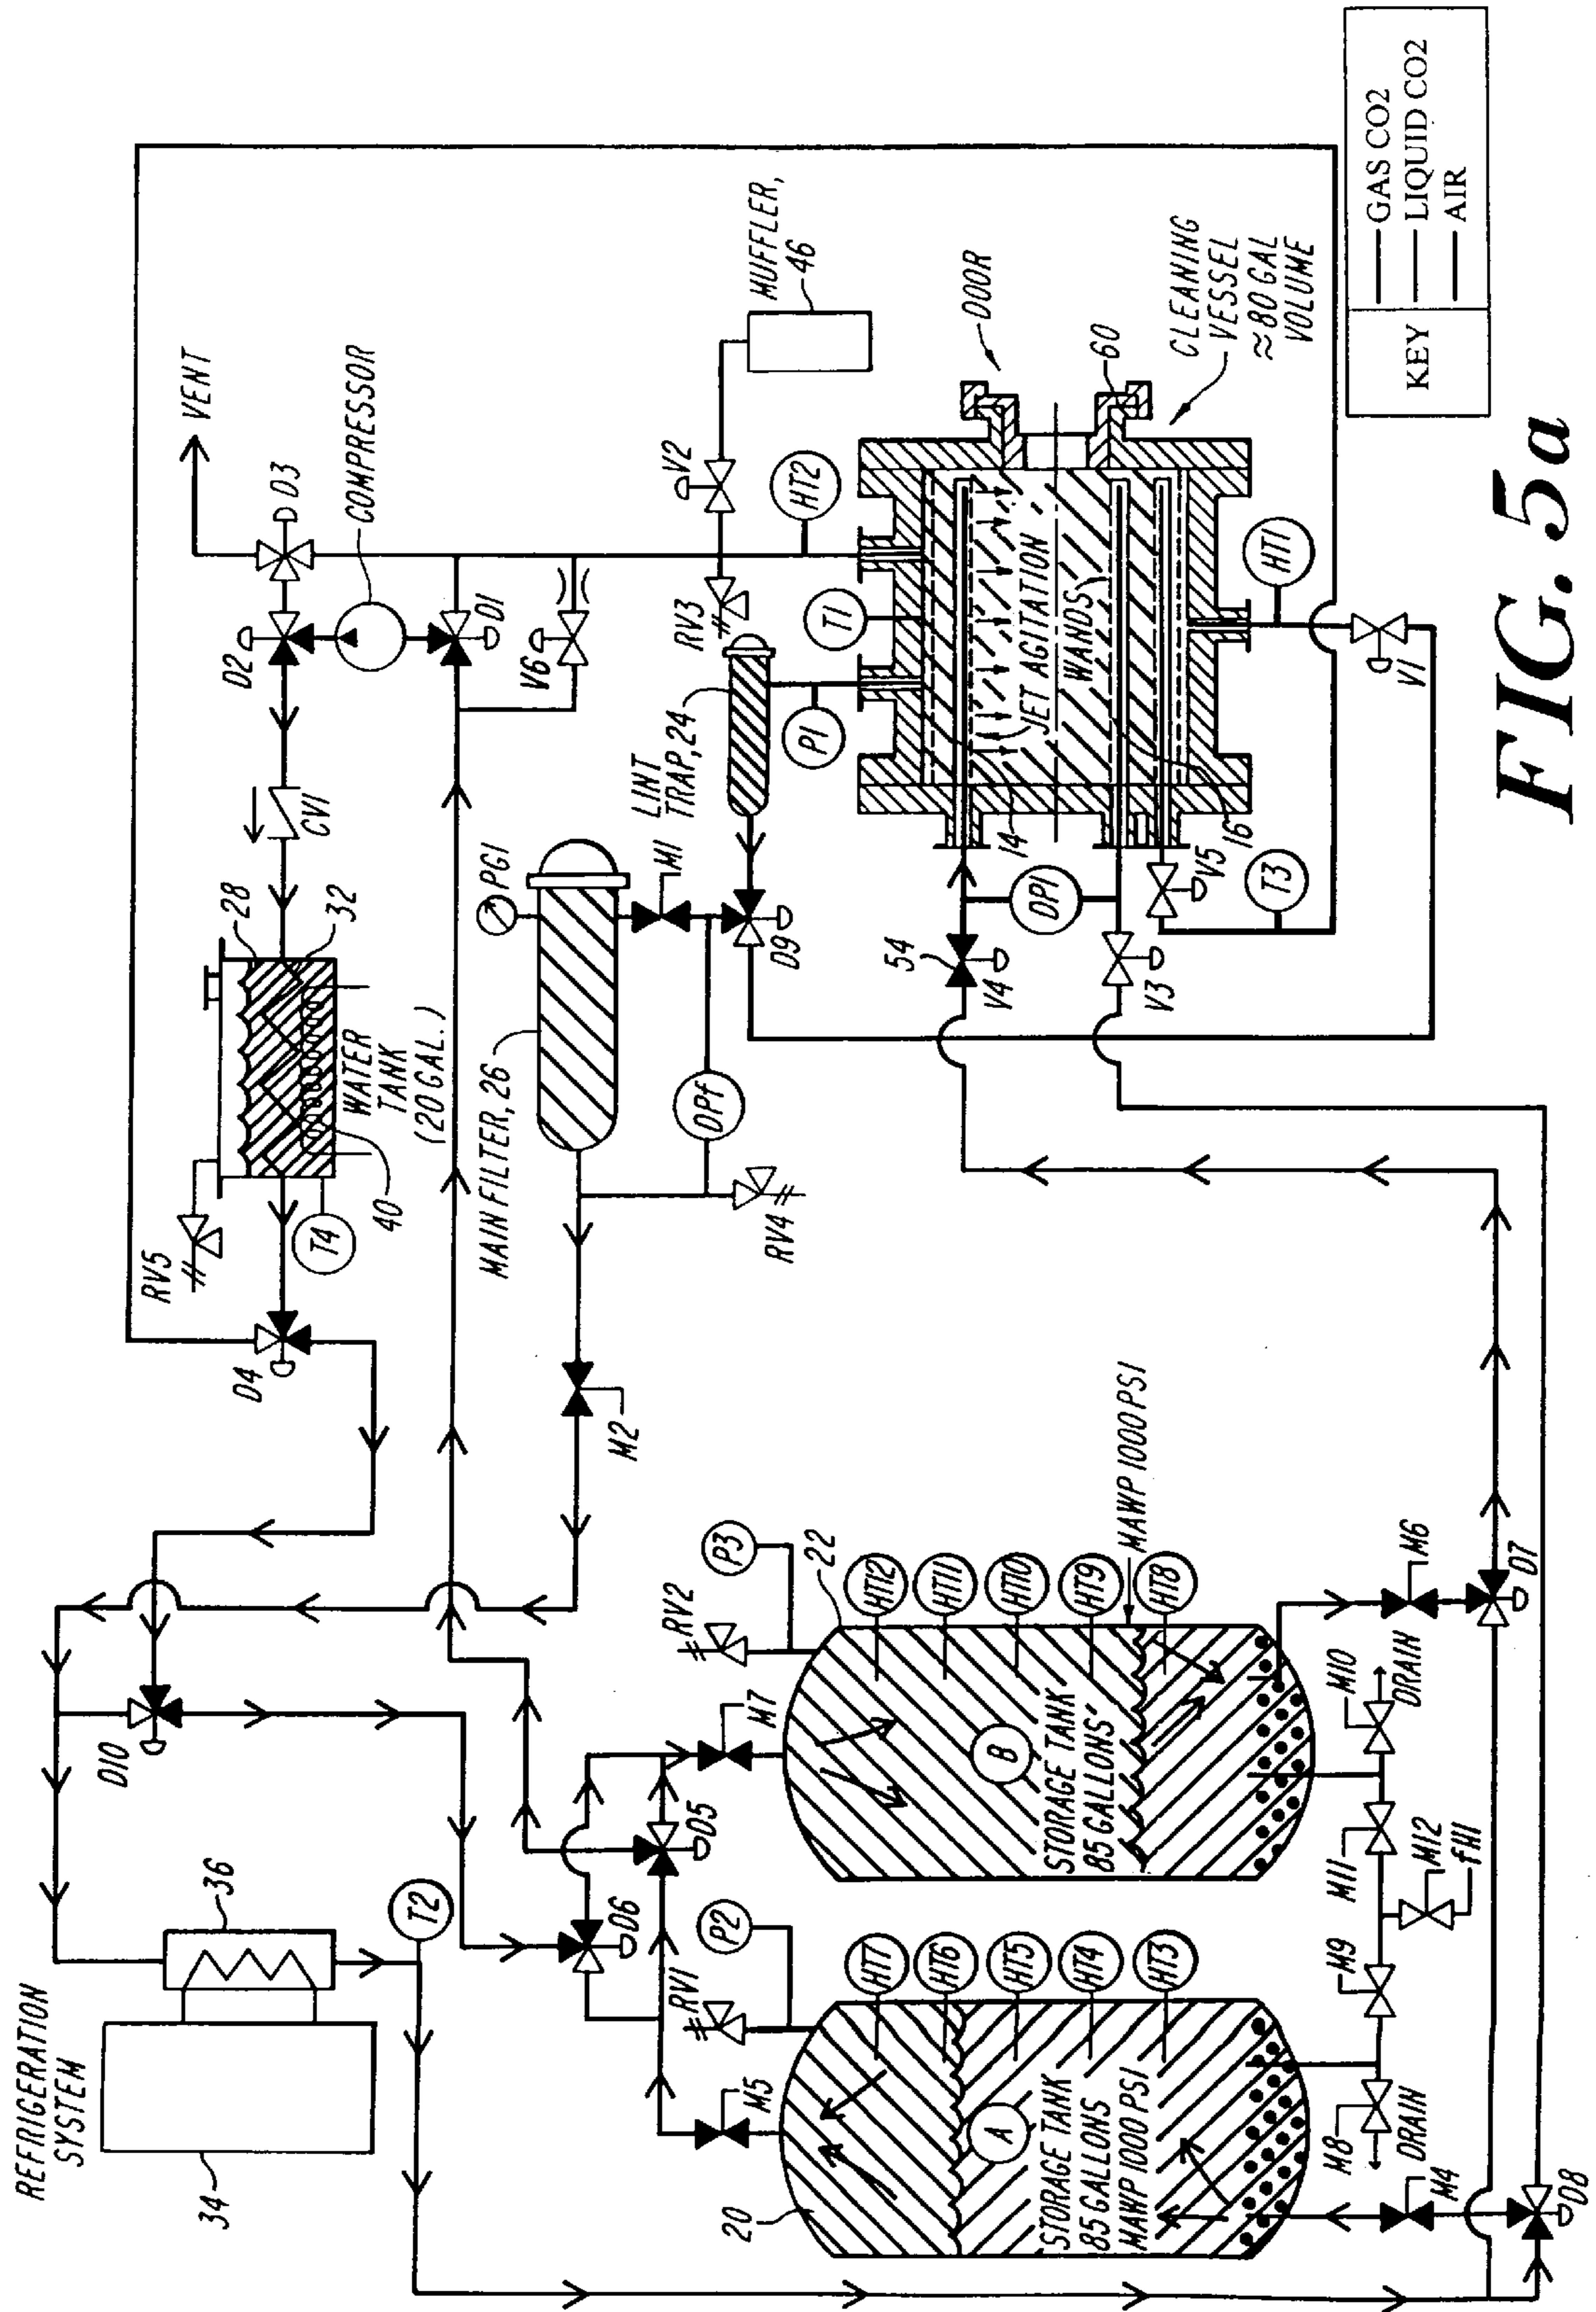 REFRIGERATION
SYSTEM
34
36
T2
D10
D4
RV5
T4
40
WATER
TANK
(20 GAL.)
28
32
CV1
D2
COMPRESSOR
D3
VENT
D1
V6
MAIN FILTER, 26
PG1
M1
LINT
TRAP, 24
RV3
V2
MUFFLER,
46
HT2
T1
P1
D9
DPf
RV4
M2
D6
D5
M5
RV1
P2
M7
RV2
P3
22
20
HT7
HT6
HT5
HT4
HT3
HT12
HT11
HT10
HT9
HT8
A
STORAGE TANK
85 GALLONS
MAWP 1000 PSI
B
STORAGE TANK
85 GALLONS
MAWP 1000 PSI
M8
DRAIN
M4
M9
M12
fH1
M11
M10
DRAIN
M6
D7
D8
54
V4
DP1
V3
V5
T3
14
16
JET AGITATION
WANDS
DOOR
60
CLEANING
VESSEL
≈80 GAL
VOLUME
HT1
V1
KEY
GAS CO2
LIQUID CO2
AIR
FIG. 5a